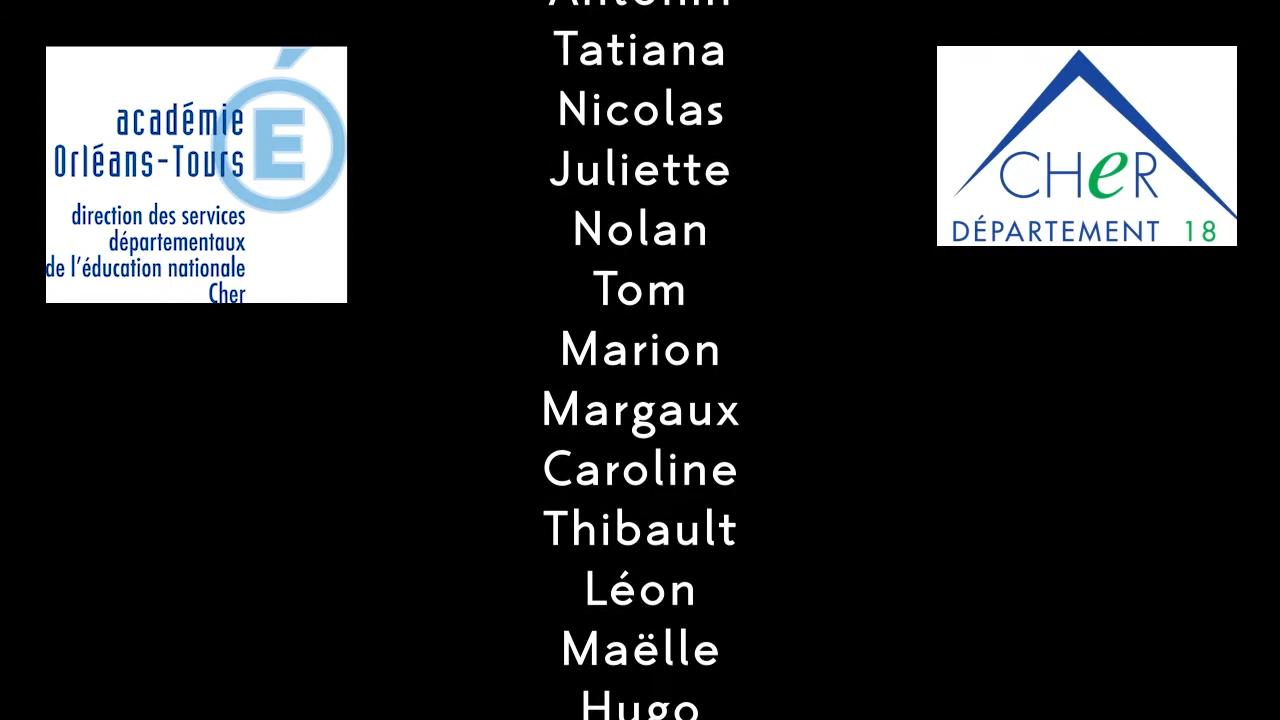 académie
Orléans-Tours
direction des services
départementaux
de l'éducation nationale
Cher
É
Antonin
Tatiana
Nicolas
Juliette
Nolan
Tom
Marion
Margaux
Caroline
Thibault
Léon
Maëlle
Hugo
CHeR
DÉPARTEMENT 18